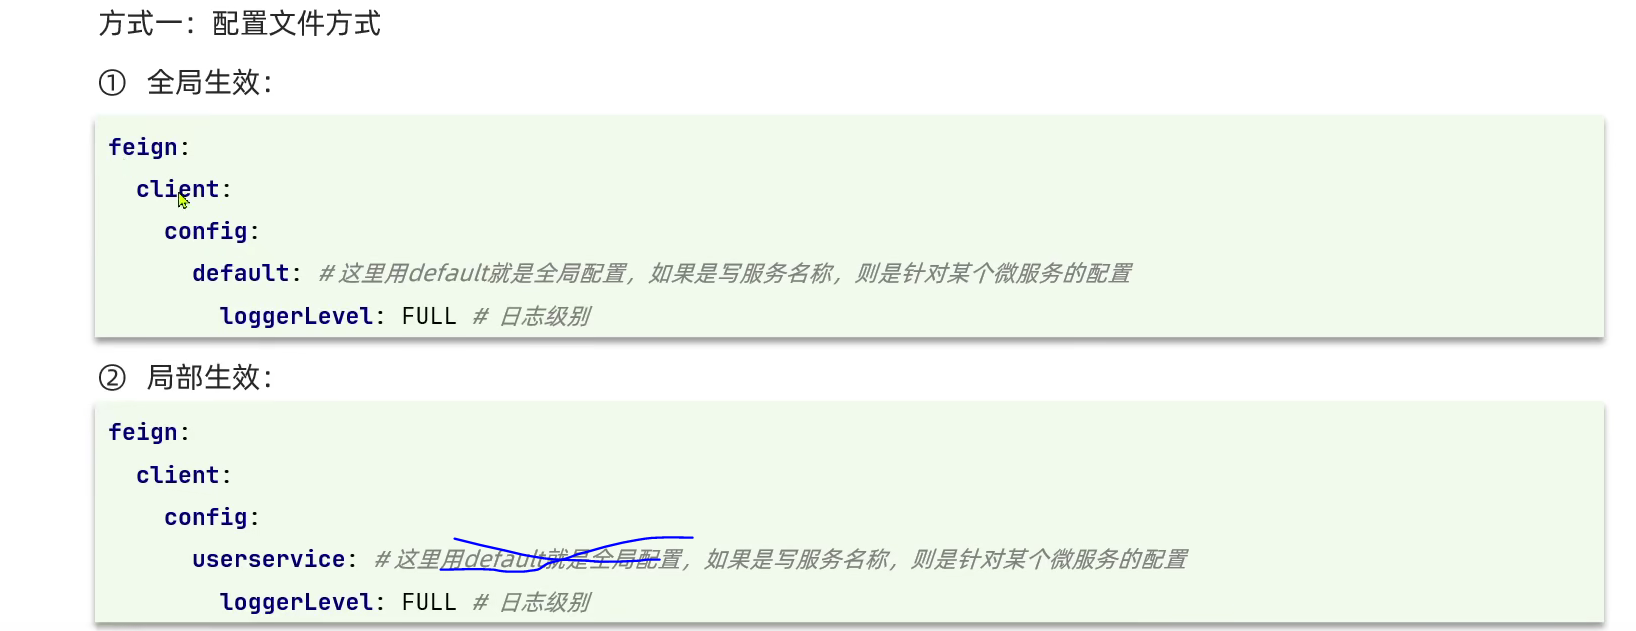 方式一：配置文件方式
① 全局生效：
feign:
  client:
    config:
      default: # 这里用default就是全局配置，如果是写服务名称，则是针对某个微服务的配置
        loggerLevel: FULL # 日志级别
② 局部生效：
feign:
  client:
    config:
      userservice: # 这里用default就是全局配置，如果是写服务名称，则是针对某个微服务的配置
        loggerLevel: FULL # 日志级别